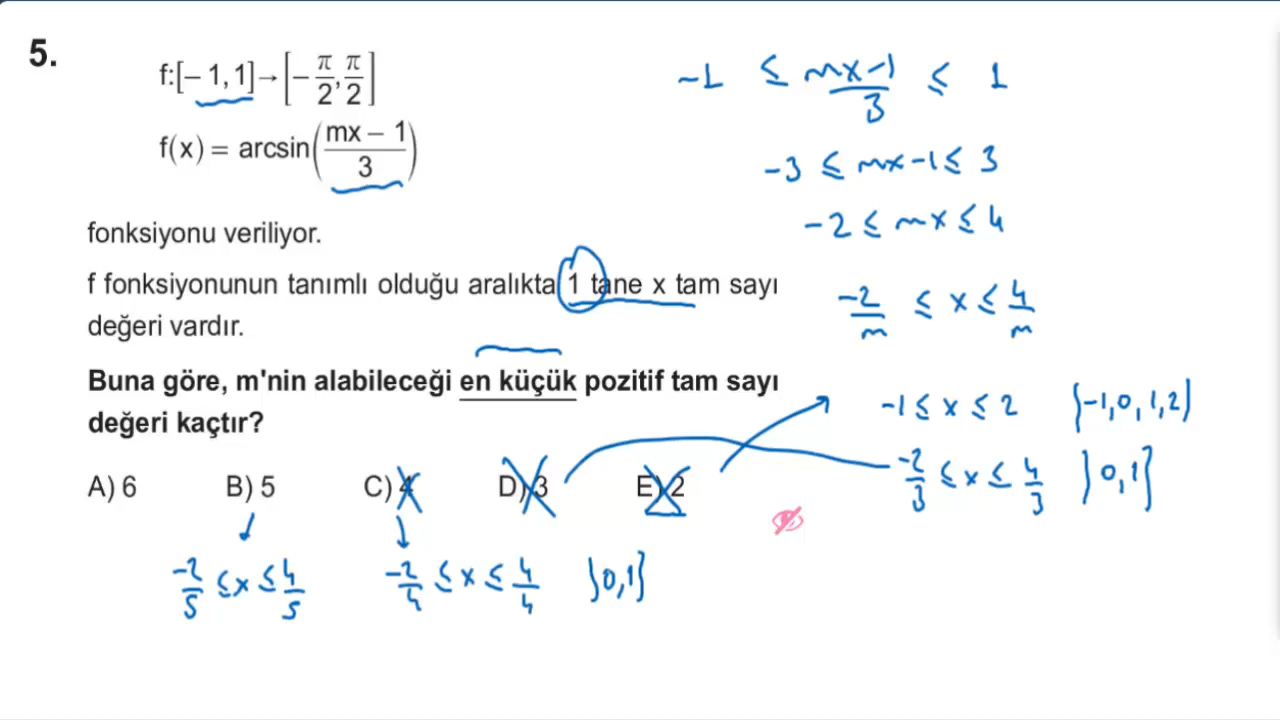 5.
f:[– 1, 1] → [–π/2, π/2]
f(x) = arcsin((mx – 1)/3)
fonksiyonu veriliyor.
f fonksiyonunun tanımlı olduğu aralıkta 1 tane x tam sayı
değeri vardır.
Buna göre, m'nin alabileceği en küçük pozitif tam sayı
değeri kaçtır?
A) 6 B) 5 C) 4 D) 3 E) 2
-2/5 ≤ x ≤ 4/5
-2/4 ≤ x ≤ 4/4 {0,1}
-1 ≤ (mx-1)/3 ≤ 1
-3 ≤ mx-1 ≤ 3
-2 ≤ mx ≤ 4
-2/m ≤ x ≤ 4/m
-1 ≤ x ≤ 2 {-1,0,1,2}
-2/3 ≤ x ≤ 4/3 {0,1}